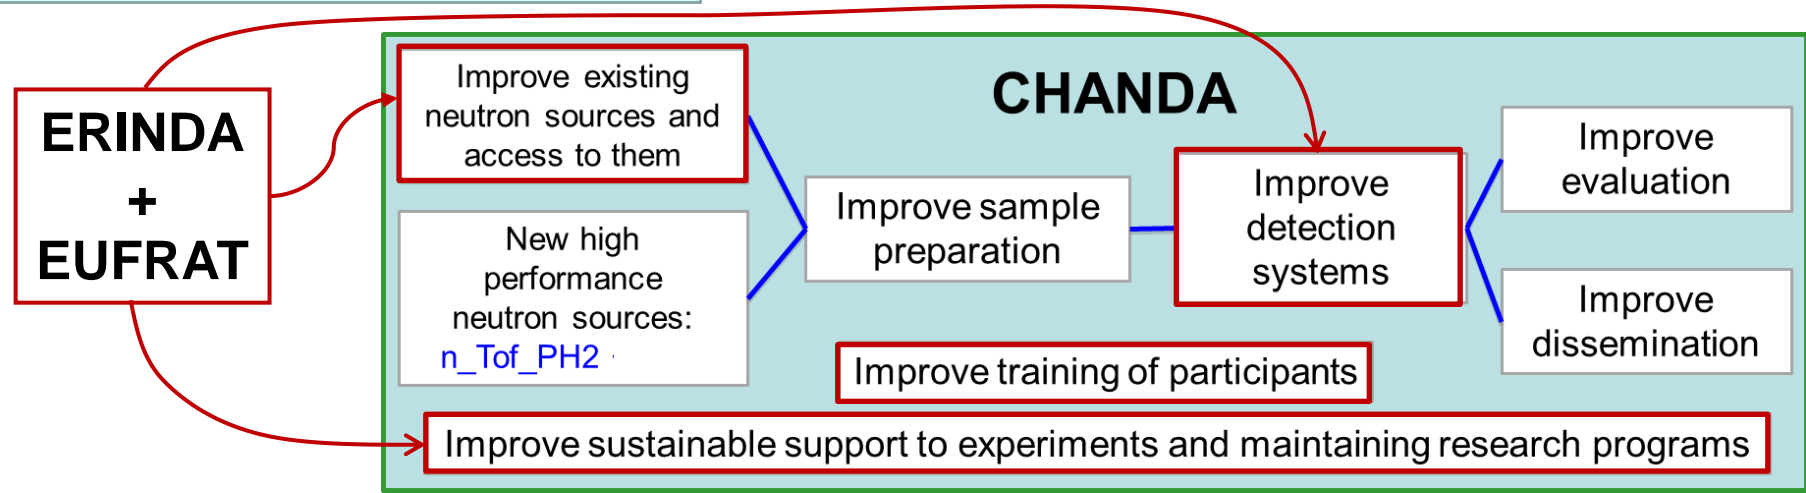 ERINDA
+
EUFRAT
CHANDA
Improve existing
neutron sources and
access to them
New high
performance
neutron sources:
n_Tof_PH2
Improve sample
preparation
Improve
detection
systems
Improve
evaluation
Improve
dissemination
Improve training of participants
Improve sustainable support to experiments and maintaining research programs